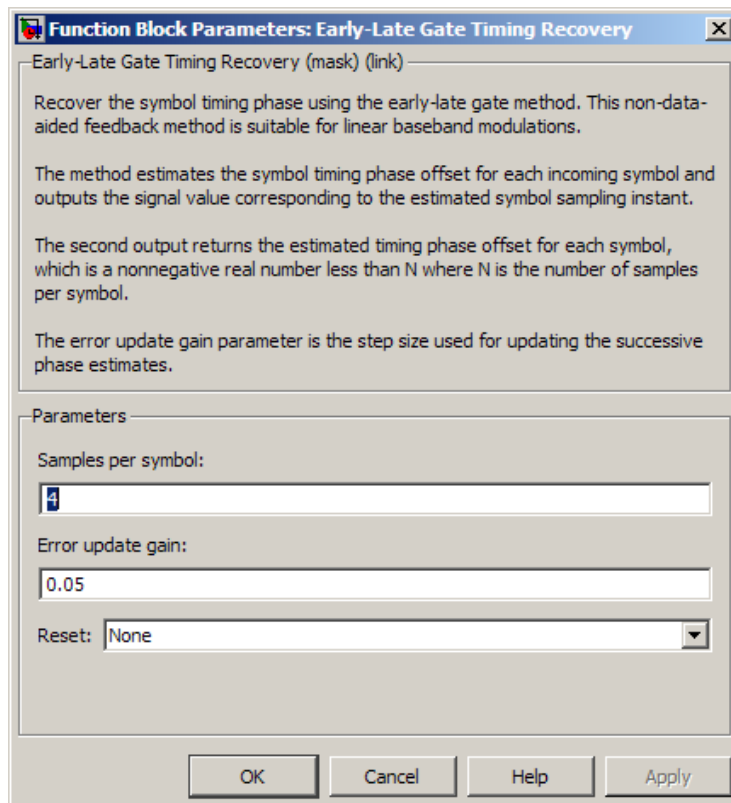 Function Block Parameters: Early-Late Gate Timing Recovery
Early-Late Gate Timing Recovery (mask) (link)
Recover the symbol timing phase using the early-late gate method. This non-data-
aided feedback method is suitable for linear baseband modulations.
The method estimates the symbol timing phase offset for each incoming symbol and
outputs the signal value corresponding to the estimated symbol sampling instant.
The second output returns the estimated timing phase offset for each symbol,
which is a nonnegative real number less than N where N is the number of samples
per symbol.
The error update gain parameter is the step size used for updating the successive
phase estimates.
Parameters
Samples per symbol:
4
Error update gain:
0.05
Reset: None
OK Cancel Help Apply